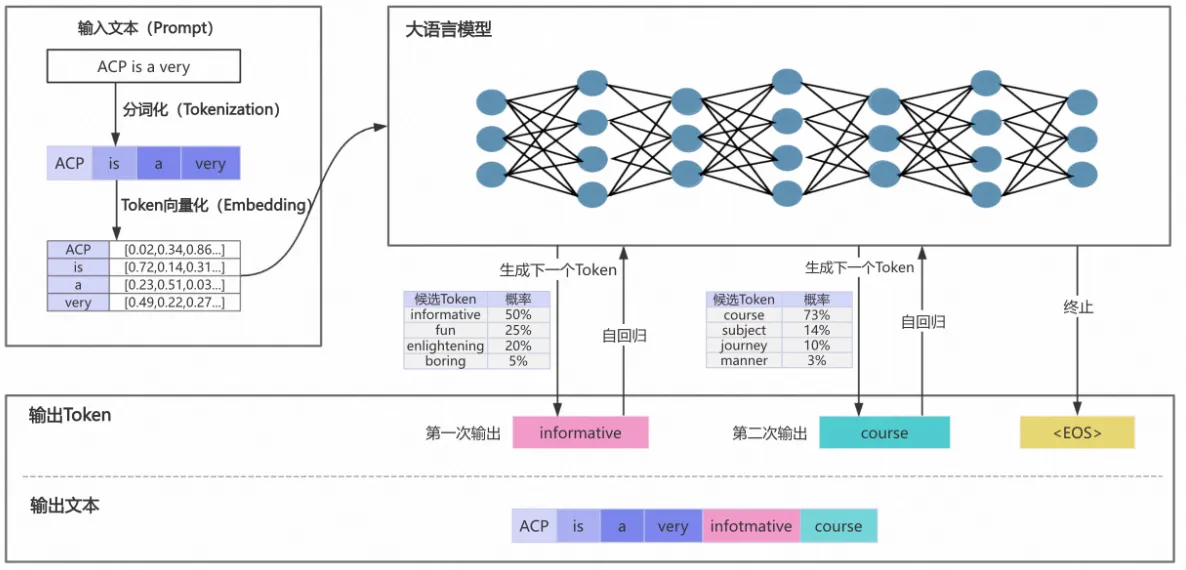 输入文本（Prompt）
ACP is a very
分词化（Tokenization）
ACP is a very
Token向量化（Embedding）
ACP [0.02,0.34,0.86...]
is [0.72,0.14,0.31...]
a [0.23,0.51,0.03...]
very [0.49,0.22,0.27...]
大语言模型
生成下一个Token
候选Token 概率
informative 50%
fun 25%
enlightening 20%
boring 5%
自回归
生成下一个Token
候选Token 概率
course 73%
subject 14%
journey 10%
manner 3%
自回归
终止
输出Token
第一次输出 informative
第二次输出 course
<EOS>
输出文本
ACP is a very infotmative course